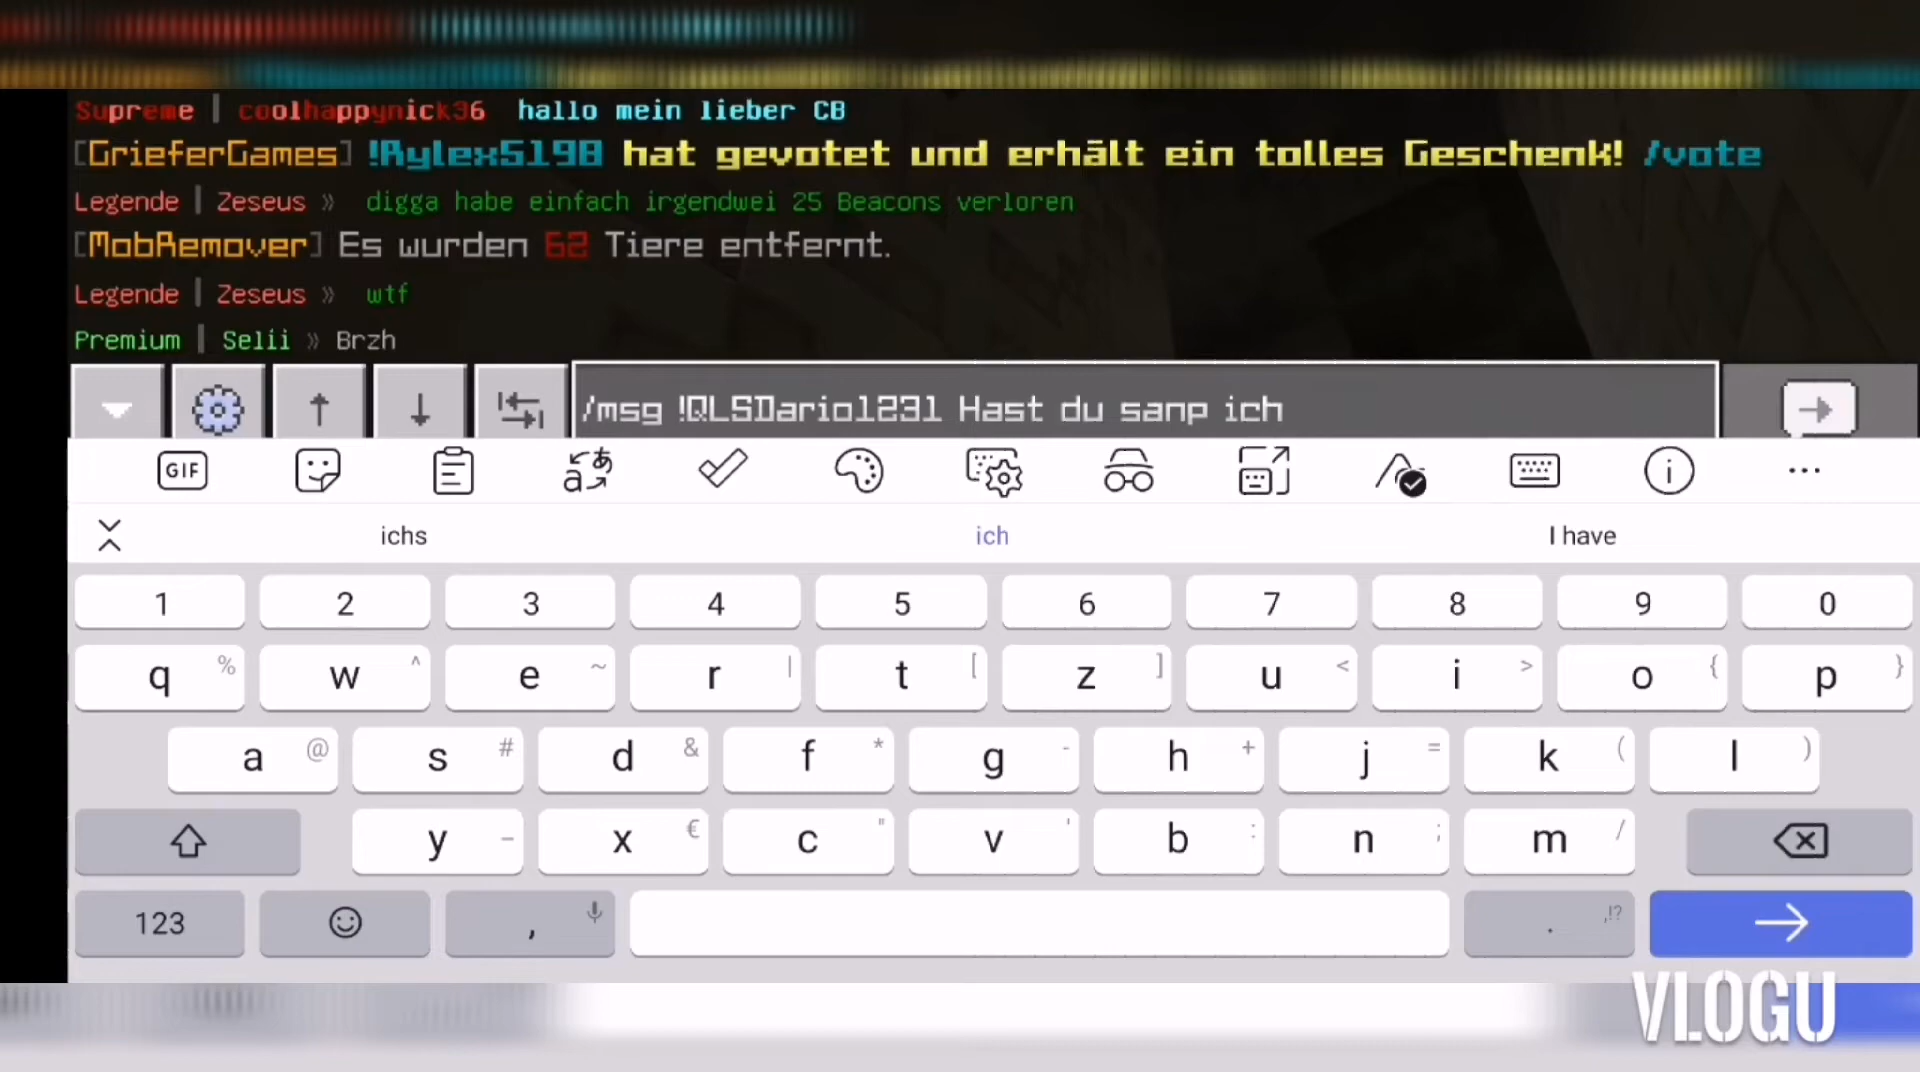 Supreme | coolhappynick36 hallo mein lieber CB
[GrieferGames] !Rylex5198 hat gevotet und erhält ein tolles Geschenk! /vote
Legende | Zeseus » digga habe einfach irgendwei 25 Beacons verloren
[MobRemover] Es wurden 62 Tiere entfernt.
Legende | Zeseus » wtf
Premium | Selii » Brzh
/msg !QLSDario1231 Hast du sanp ich
GIF
ichs ich I have
1 2 3 4 5 6 7 8 9 0
q % w ^ e ~ r | t [ z ] u < i > o { p }
a @ s # d & f * g - h + j = k ( l )
y _ x € c " v ' b : n ; m /
123 , . ,!?
VLOGU